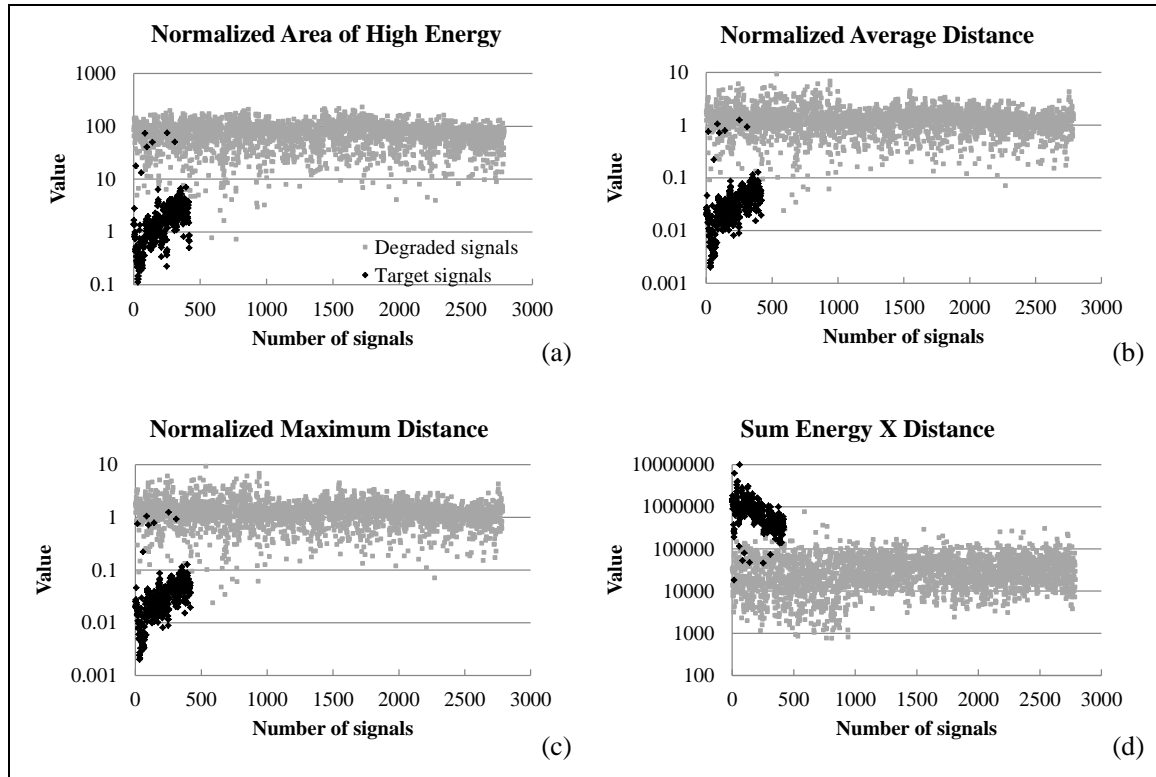 Normalized Area of High Energy
1000
100
10
1
0.1
Value
Degraded signals
Target signals
0 500 1000 1500 2000 2500 3000
Number of signals
(a)
Normalized Average Distance
10
1
0.1
0.01
0.001
Value
0 500 1000 1500 2000 2500 3000
Number of signals
(b)
Normalized Maximum Distance
10
1
0.1
0.01
0.001
Value
0 500 1000 1500 2000 2500 3000
Number of signals
(c)
Sum Energy X Distance
10000000
1000000
100000
10000
1000
100
Value
0 500 1000 1500 2000 2500 3000
Number of signals
(d)